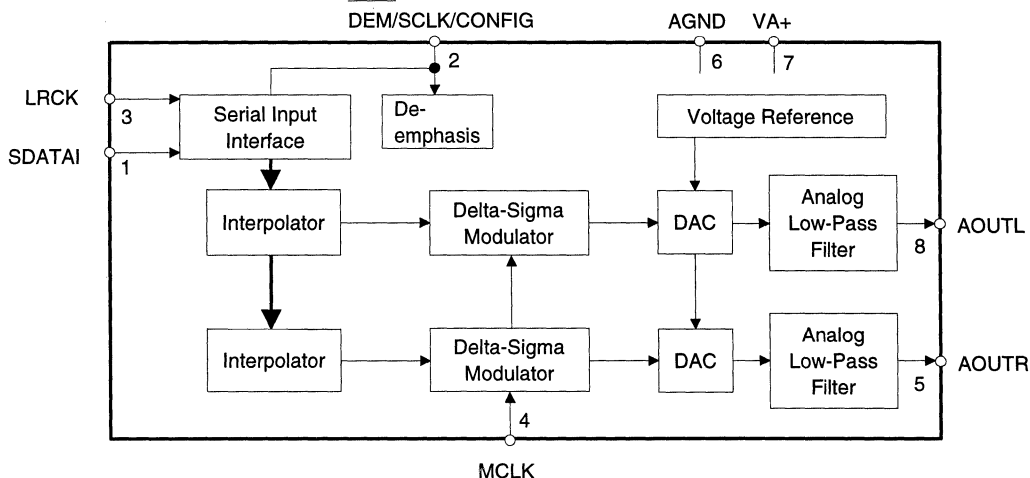 DEM/SCLK/CONFIG
AGND
VA+
2
6
7
LRCK
3
Serial Input
Interface
De-
emphasis
Voltage Reference
SDATAI
1
Interpolator
Delta-Sigma
Modulator
DAC
Analog
Low-Pass
Filter
8
AOUTL
Interpolator
Delta-Sigma
Modulator
DAC
Analog
Low-Pass
Filter
5
AOUTR
4
MCLK